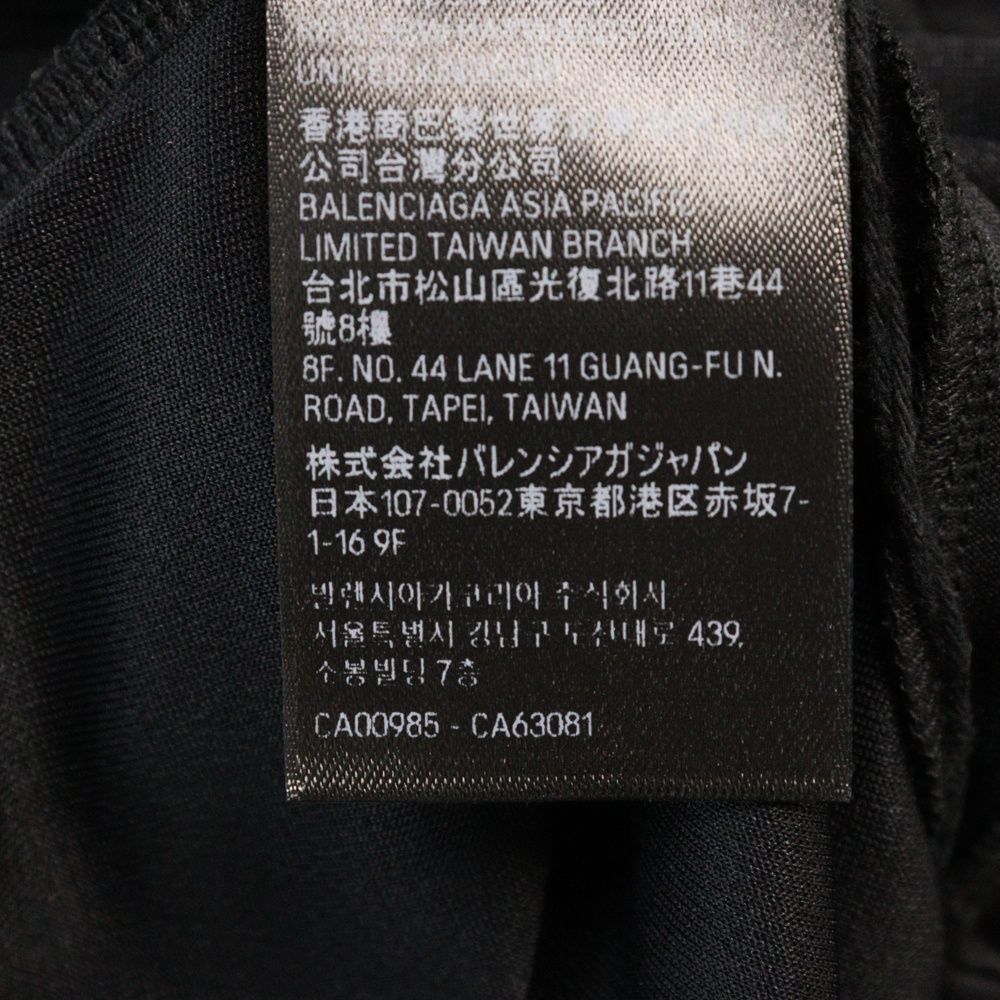 UNITED KINGDOM
香港商巴黎世家
公司台灣分公司
BALENCIAGA ASIA PACIFIC
LIMITED TAIWAN BRANCH
台北市松山區光復北路11巷44
號8樓
8F. NO. 44 LANE 11 GUANG-FU N.
ROAD, TAPEI, TAIWAN
株式会社バレンシアガジャパン
日本107-0052東京都港区赤坂7-
1-16 9F
발렌시아가코리아 주식회사
서울특별시 강남구 도산대로 439,
소봉빌딩 7층
CA00985 - CA63081